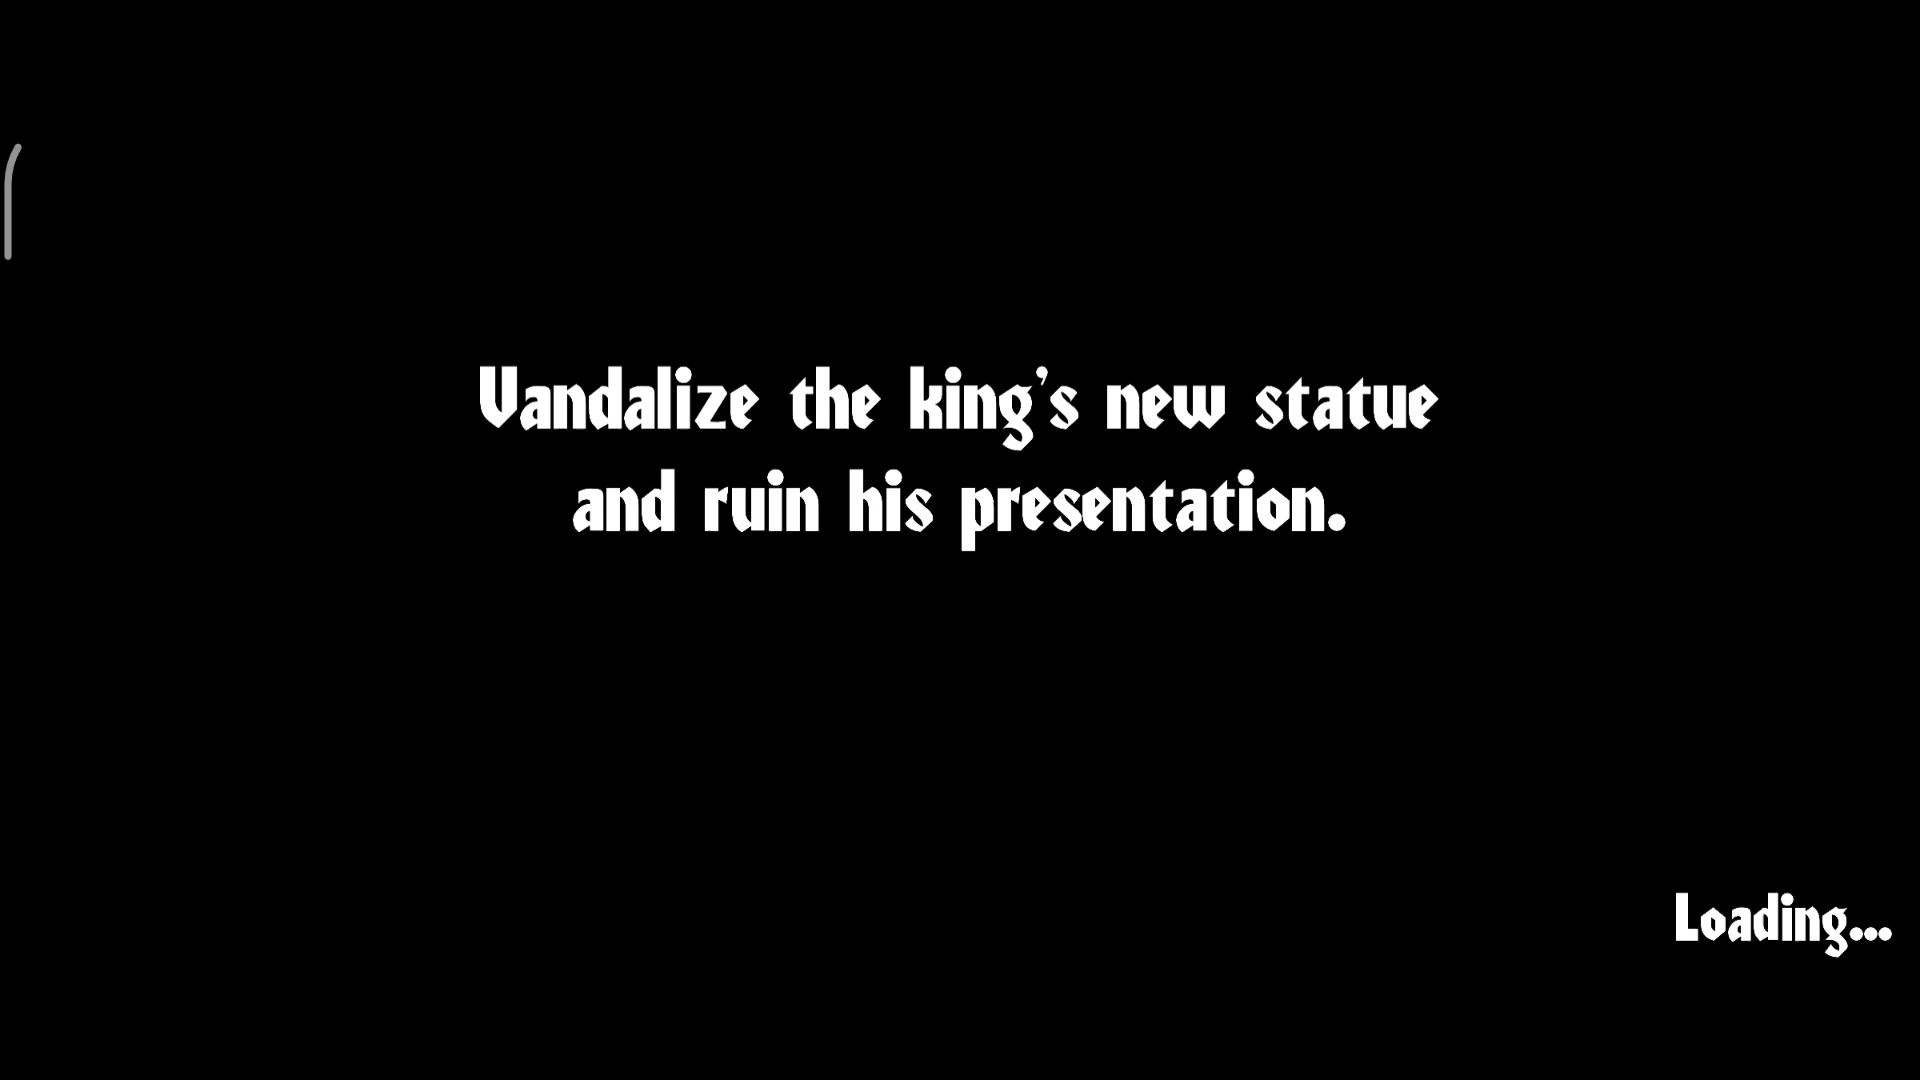 Vandalize the king's new statue
and ruin his presentation.
Loading...